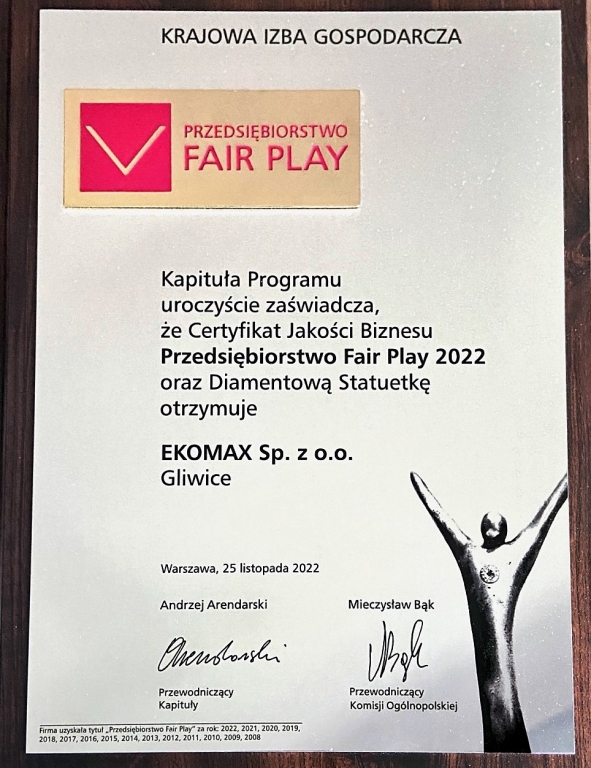 KRAJOWA IZBA GOSPODARCZA
PRZEDSIĘBIORSTWO
FAIR PLAY
Kapituła Programu
uroczyście zaświadcza,
że Certyfikat Jakości Biznesu
Przedsiębiorstwo Fair Play 2022
oraz Diamentową Statuetkę
otrzymuje
EKOMAX Sp. z o.o.
Gliwice
Warszawa, 25 listopada 2022
Andrzej Arendarski
Mieczysław Bąk
Przewodniczący
Kapituły
Przewodniczący
Komisji Ogólnopolskiej
Firma uzyskała tytuł „Przedsiębiorstwo Fair Play" za rok: 2022, 2021, 2020, 2019,
2018, 2017, 2016, 2015, 2014, 2013, 2012, 2011, 2010, 2009, 2008